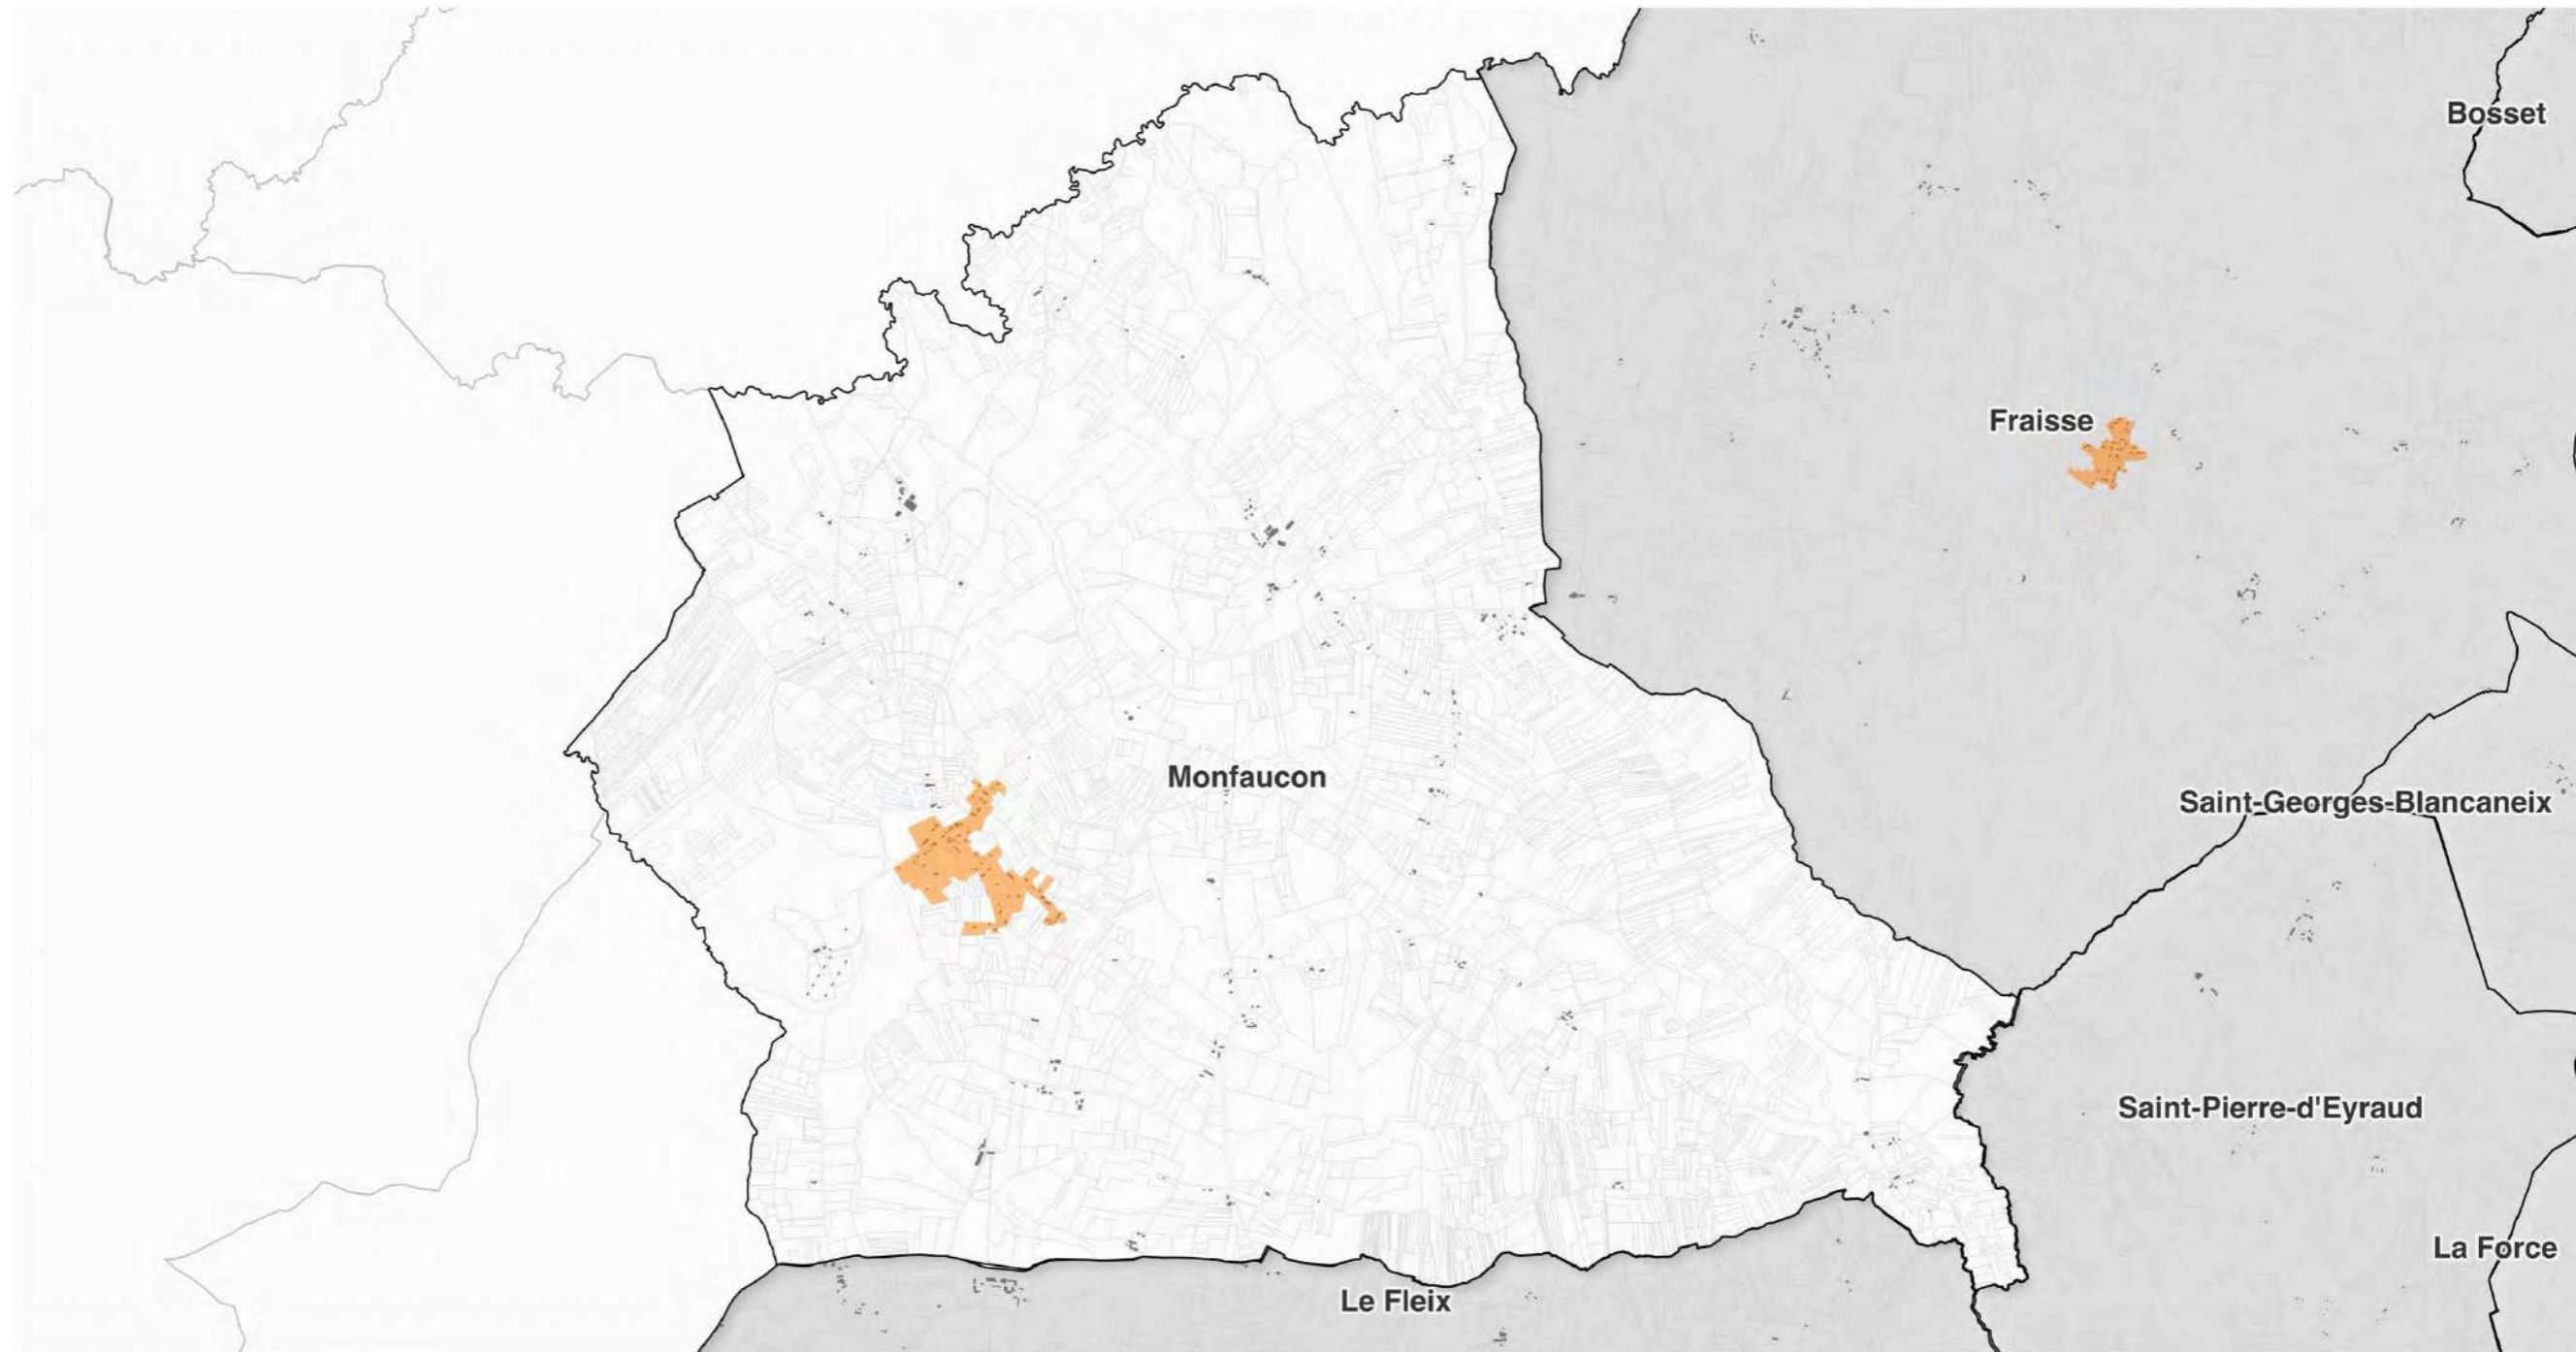 Bosset
Fraisse
Monfaucon
Saint-Georges-Blancaneix
Saint-Pierre-d'Eyraud
La Force
Le Fleix